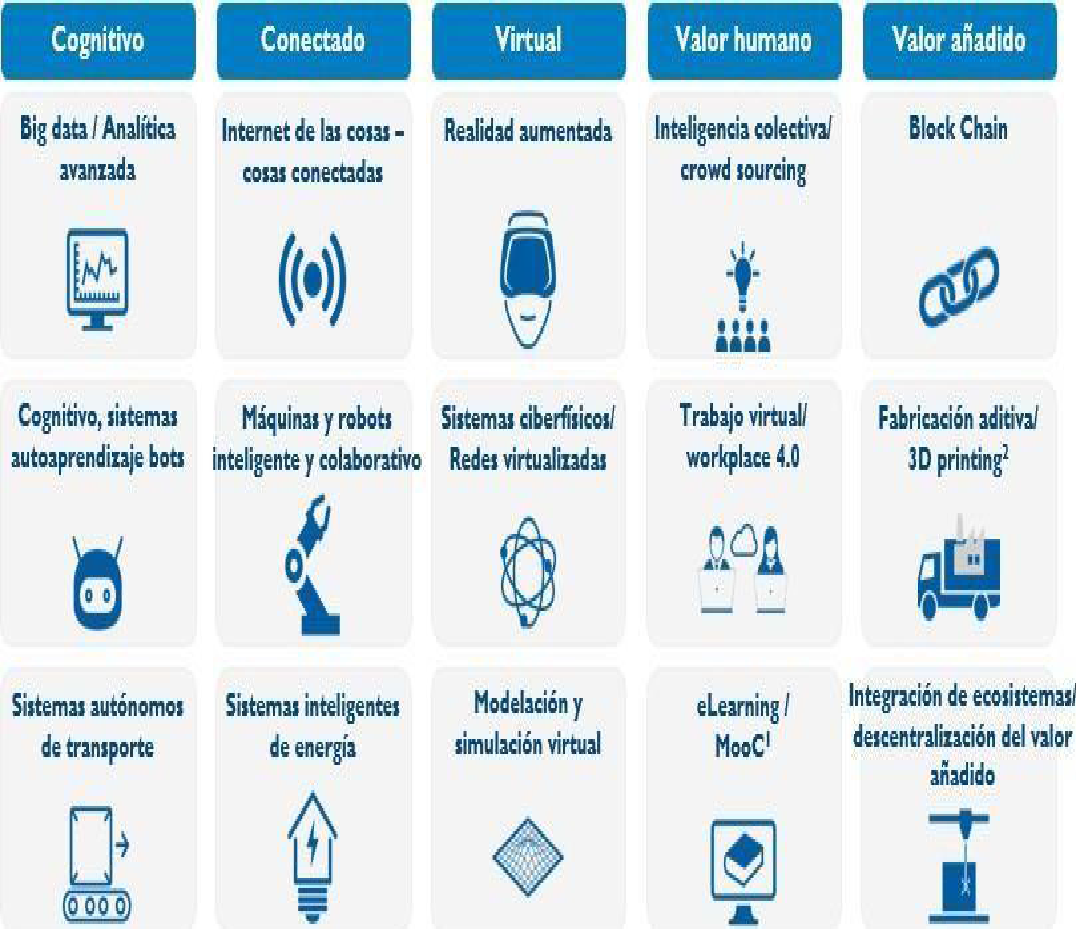 Cognitivo
Conectado
Virtual
Valor humano
Valor añadido
Big data / Analítica
avanzada
Internet de las cosas –
cosas conectadas
Realidad aumentada
Inteligencia colectiva/
crowd sourcing
Block Chain
Cognitivo, sistemas
autoaprendizaje bots
Máquinas y robots
inteligente y colaborativo
Sistemas ciberfísicos/
Redes virtualizadas
Trabajo virtual/
workplace 4.0
Fabricación aditiva/
3D printing²
Sistemas autónomos
de transporte
Sistemas inteligentes
de energía
Modelación y
simulación virtual
eLearning /
MooC¹
Integración de ecosistemas/
descentralización del valor
añadido